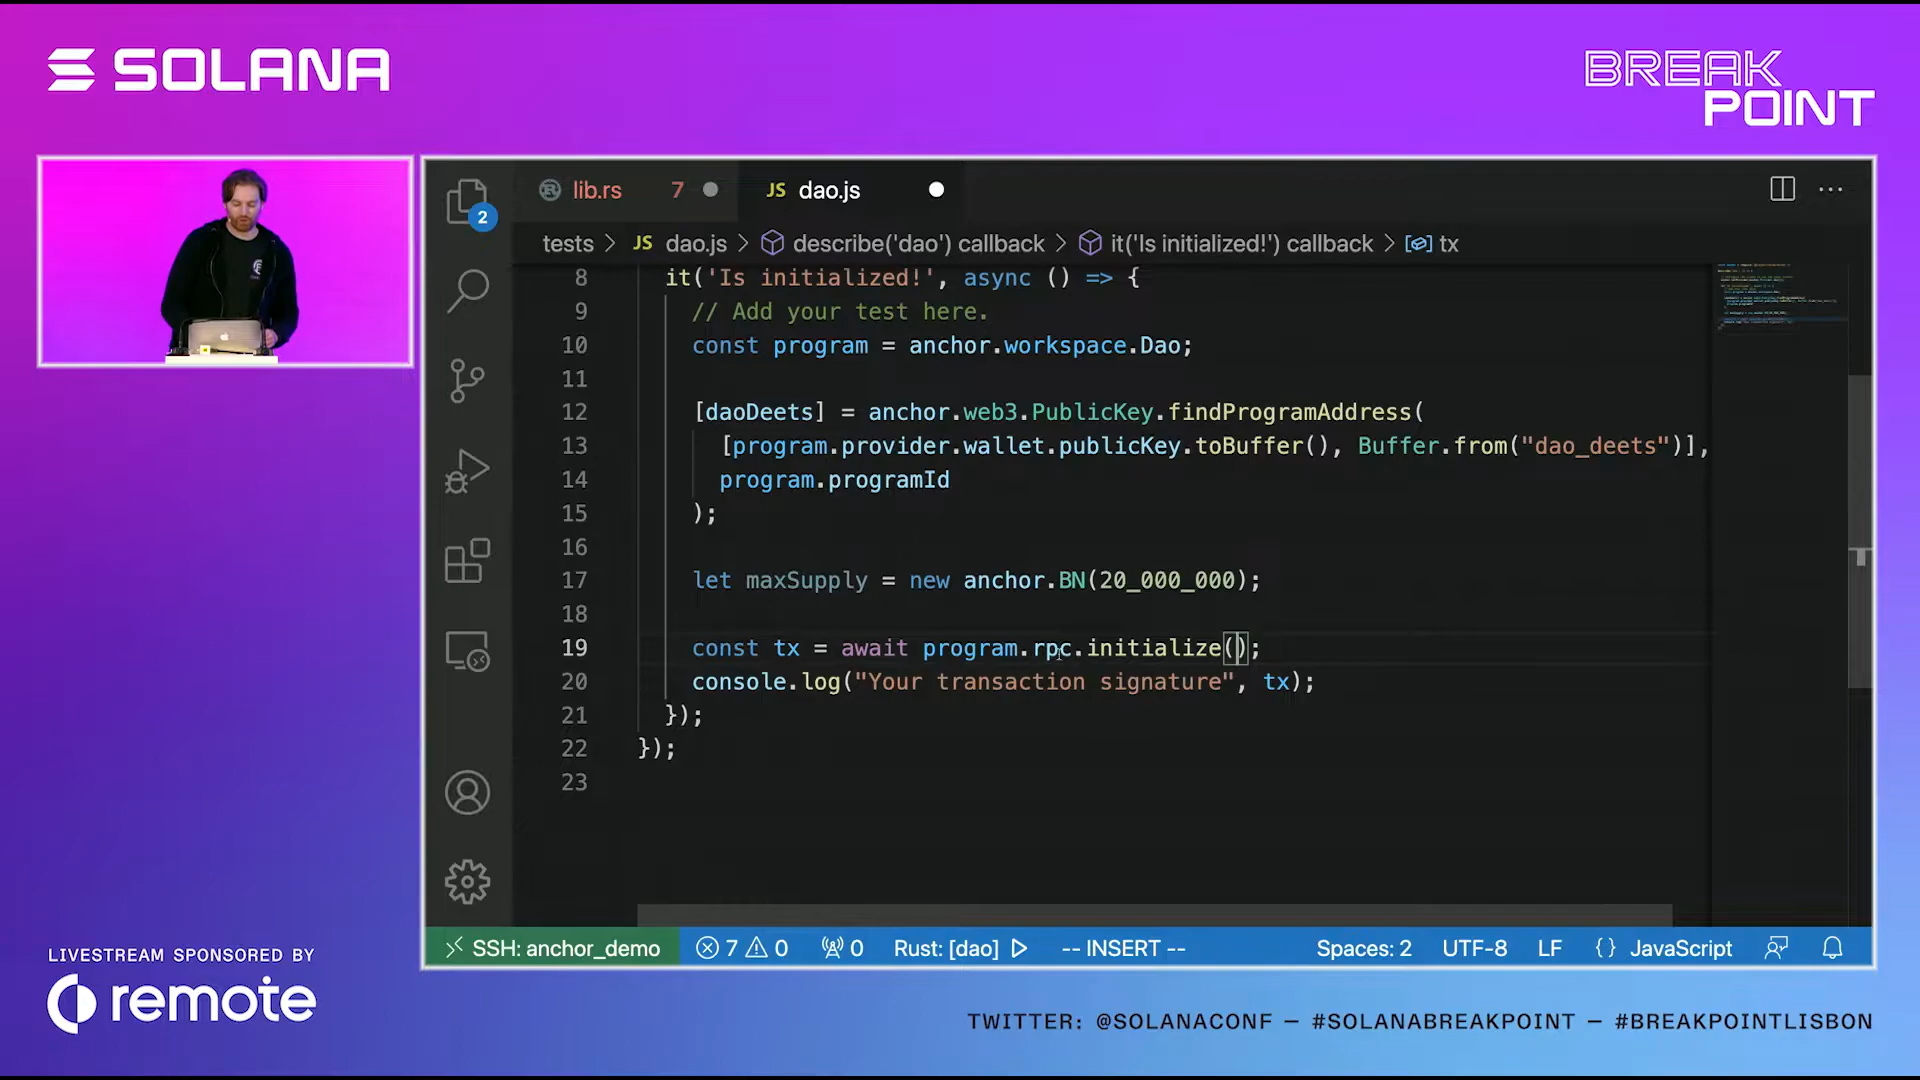 SOLANA
BREAK
POINT
lib.rs 7
JS dao.js
2
tests > JS dao.js > describe('dao') callback > it('Is initialized!') callback > tx
8 it('Is initialized!', async () => {
9 // Add your test here.
10 const program = anchor.workspace.Dao;
11
12 [daoDeets] = anchor.web3.PublicKey.findProgramAddress(
13 [program.provider.wallet.publicKey.toBuffer(), Buffer.from("dao_deets")],
14 program.programId
15 );
16
17 let maxSupply = new anchor.BN(20_000_000);
18
19 const tx = await program.rpc.initialize();
20 console.log("Your transaction signature", tx);
21 });
22 });
23
SSH: anchor_demo 7 0 0 Rust: [dao] -- INSERT -- Spaces: 2 UTF-8 LF {} JavaScript
LIVESTREAM SPONSORED BY
remote
TWITTER: @SOLANACONF — #SOLANABREAKPOINT — #BREAKPOINTLISBON